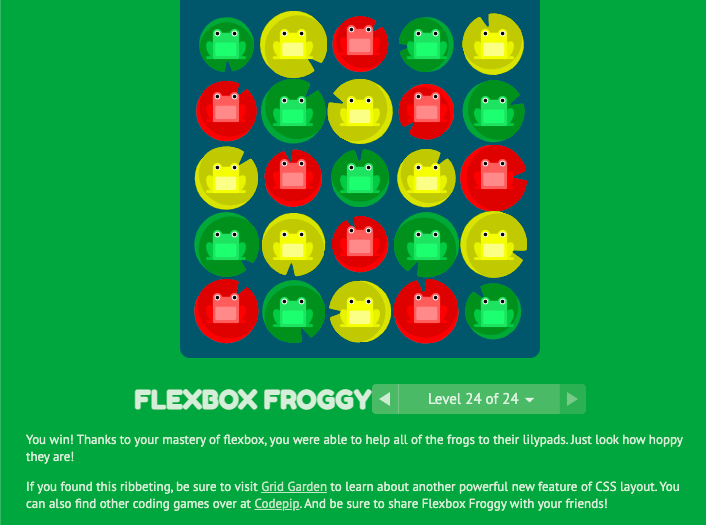 FLEXBOX FROGGY
Level 24 of 24
You win! Thanks to your mastery of flexbox, you were able to help all of the frogs to their lilypads. Just look how hoppy
they are!
If you found this ribbeting, be sure to visit Grid Garden to learn about another powerful new feature of CSS layout. You
can also find other coding games over at Codepip. And be sure to share Flexbox Froggy with your friends!